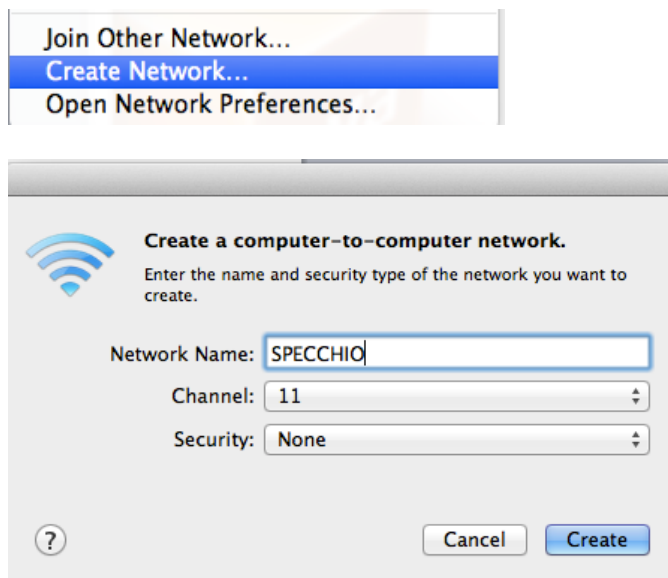 Join Other Network...
Create Network...
Open Network Preferences...
Create a computer-to-computer network.
Enter the name and security type of the network you want to
create.
Network Name: SPECCHIO
Channel: 11
Security: None
? Cancel Create